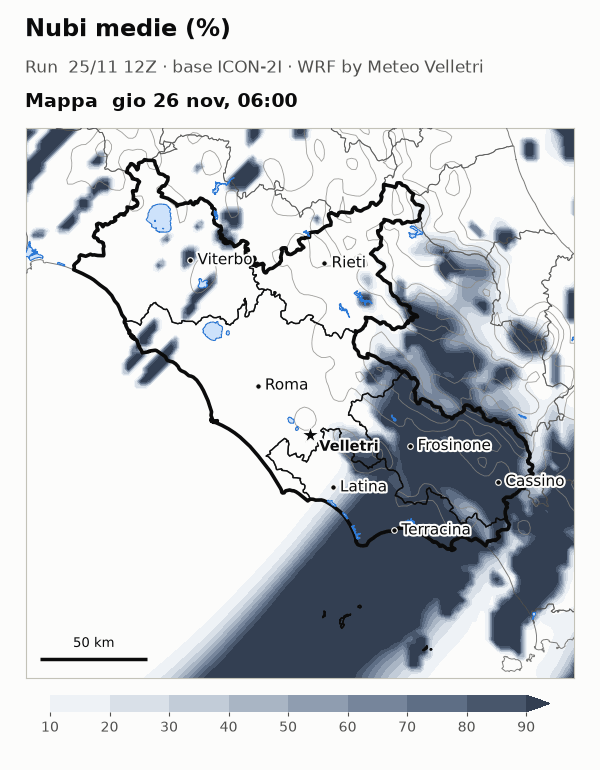 Nubi medie (%)
Run  25/11 12Z · base ICON-2I · WRF by Meteo Velletri
Mappa  gio 26 nov, 06:00
Viterbo
Rieti
Roma
Velletri
Frosinone
Cassino
Latina
Terracina
50 km
10 20 30 40 50 60 70 80 90